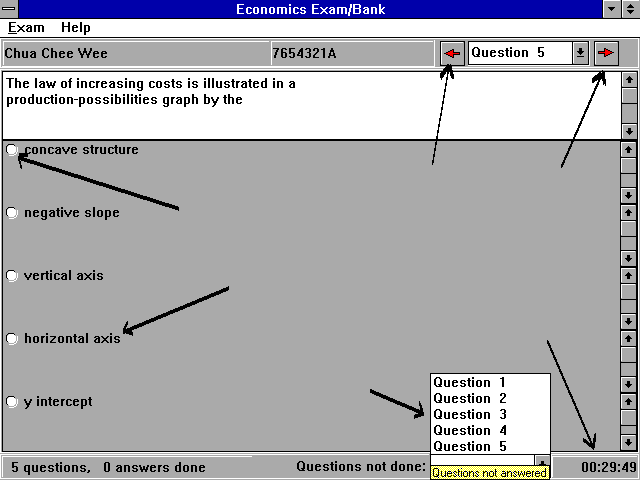 Economics Exam/Bank
Exam Help
Chua Chee Wee 7654321A Question 5
The law of increasing costs is illustrated in a
production-possibilities graph by the
concave structure
negative slope
vertical axis
horizontal axis
y intercept
Question 1
Question 2
Question 3
Question 4
Question 5
5 questions, 0 answers done Questions not done: 00:29:49
Questions not answered